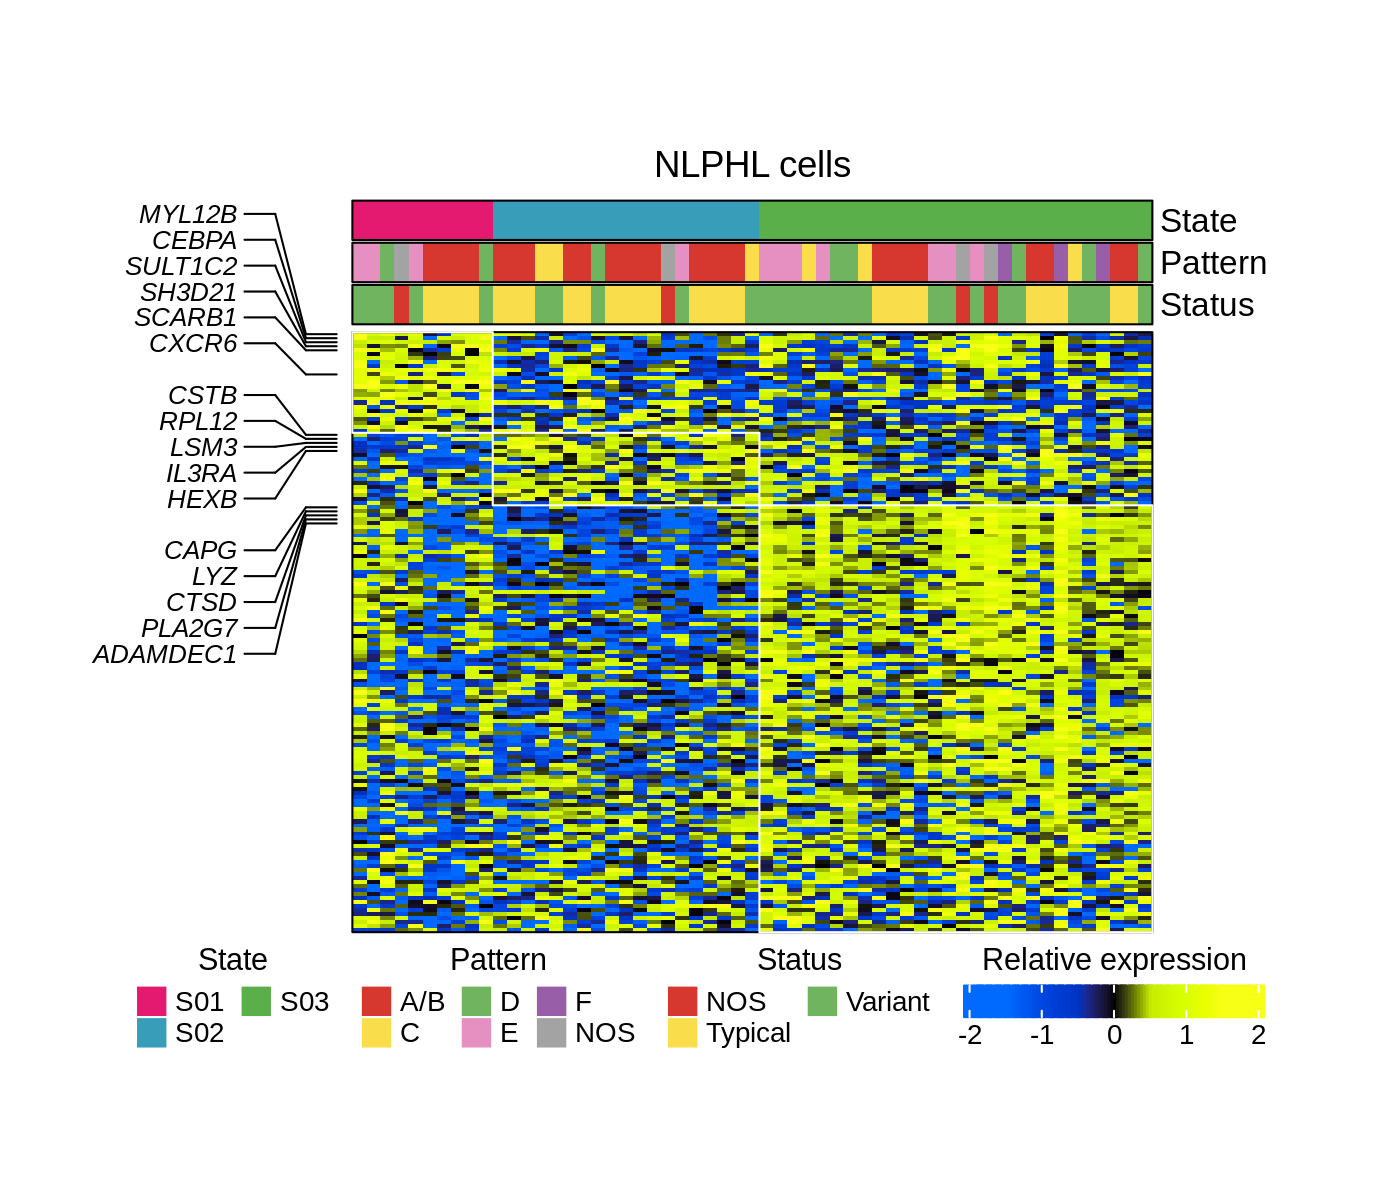 NLPHL cells
State
Pattern
Status
MYL12B
CEBPA
SULT1C2
SH3D21
SCARB1
CXCR6
CSTB
RPL12
LSM3
IL3RA
HEXB
CAPG
LYZ
CTSD
PLA2G7
ADAMDEC1
State
S01 S03
S02
Pattern
A/B D F
C E NOS
Status
NOS Variant
Typical
Relative expression
-2 -1 0 1 2